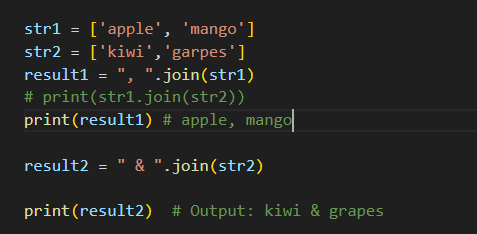 str1 = ['apple', 'mango']
str2 = ['kiwi','garpes']
result1 = ", ".join(str1)
# print(str1.join(str2))
print(result1) # apple, mango
result2 = " & ".join(str2)
print(result2)  # Output: kiwi & grapes